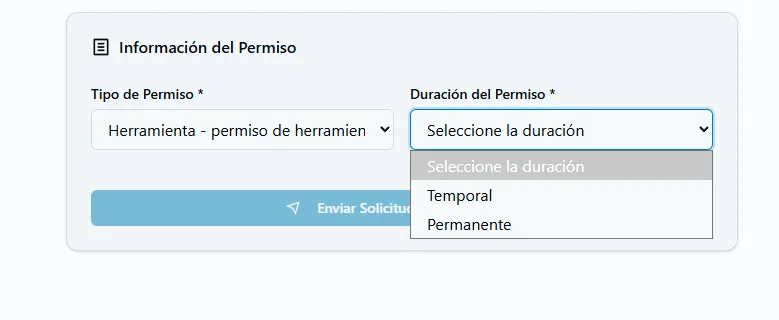 Información del Permiso
Tipo de Permiso *
Duración del Permiso *
Herramienta - permiso de herramien
Seleccione la duración
Seleccione la duración
Temporal
Permanente
Enviar Solicitud